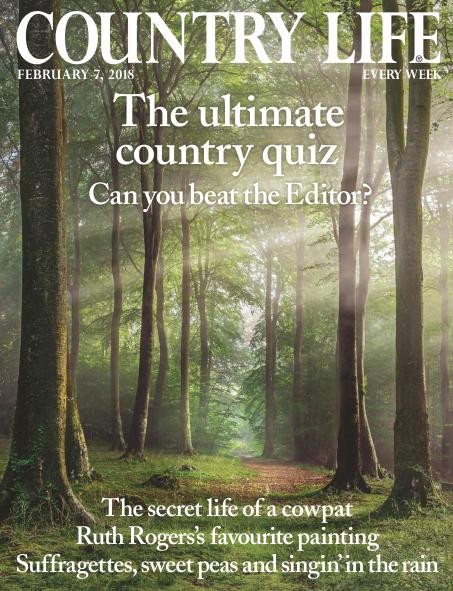 COUNTRY LIFE®
FEBRUARY 7, 2018 EVERY WEEK
The ultimate
country quiz
Can you beat the Editor?
The secret life of a cowpat
Ruth Rogers's favourite painting
Suffragettes, sweet peas and singin' in the rain